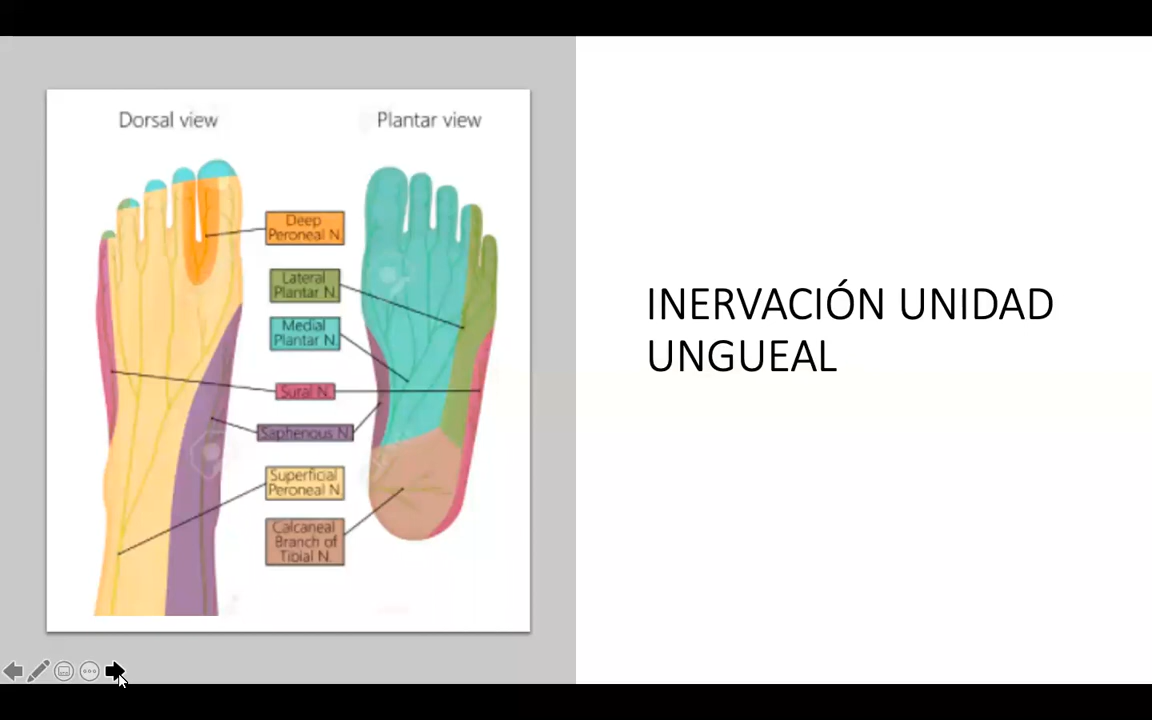 Dorsal view
Plantar view
Deep
Peroneal N.
Lateral
Plantar N.
Medial
Plantar N.
Sural N.
Saphenous N.
Superficial
Peroneal N.
Calcaneal
Branch of
Tibial N.
INERVACIÓN UNIDAD
UNGUEAL